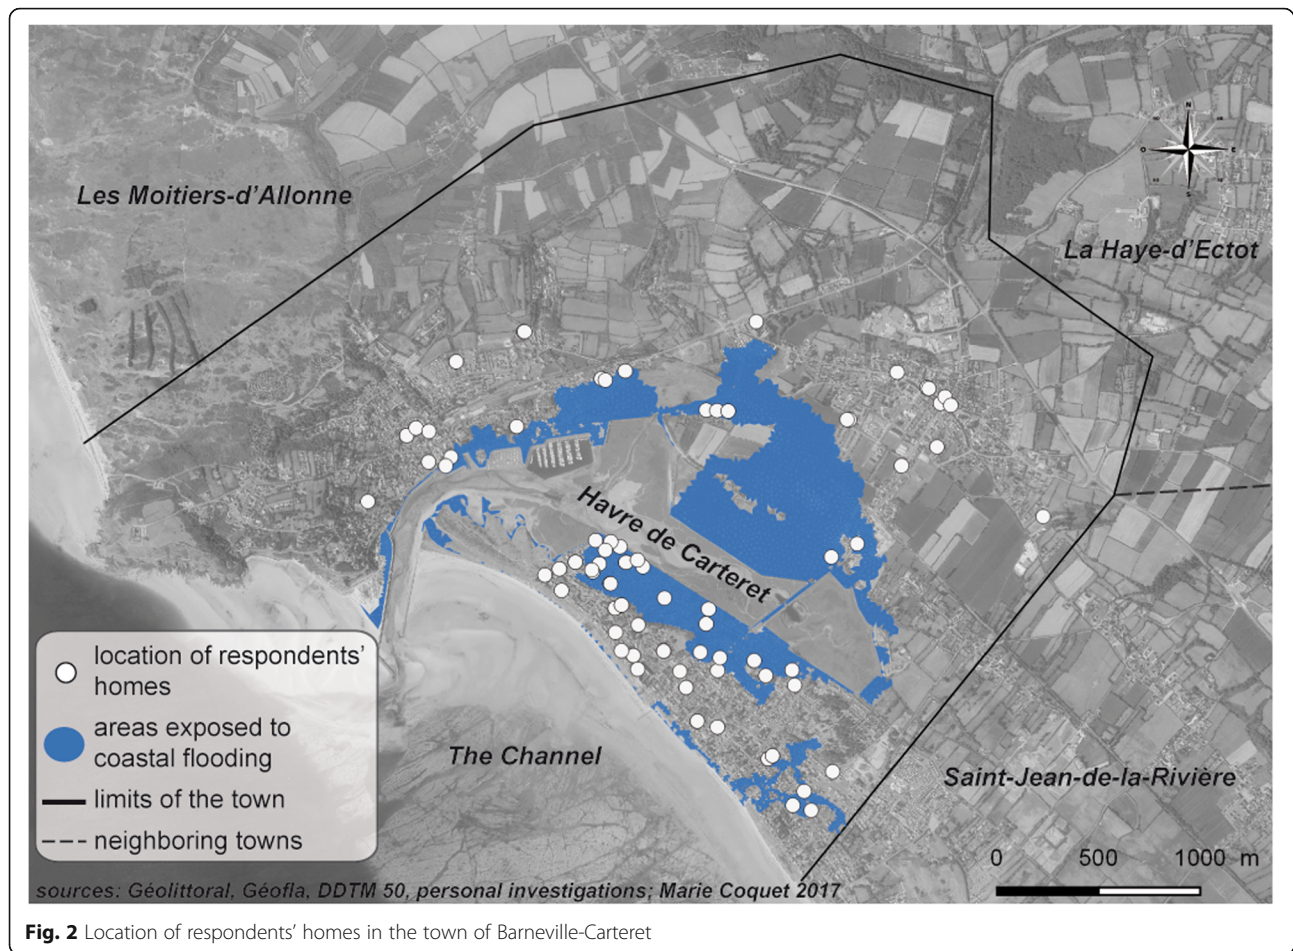 N
O
E
S
Les Moitiers-d'Allonne
La Haye-d'Ectot
Havre de Carteret
location of respondents'
homes
areas exposed to
coastal flooding
limits of the town
neighboring towns
The Channel
Saint-Jean-de-la-Rivière
0 500 1000 m
sources: Géolittoral, Géofla, DDTM 50, personal investigations; Marie Coquet 2017
Fig. 2 Location of respondents' homes in the town of Barneville-Carteret